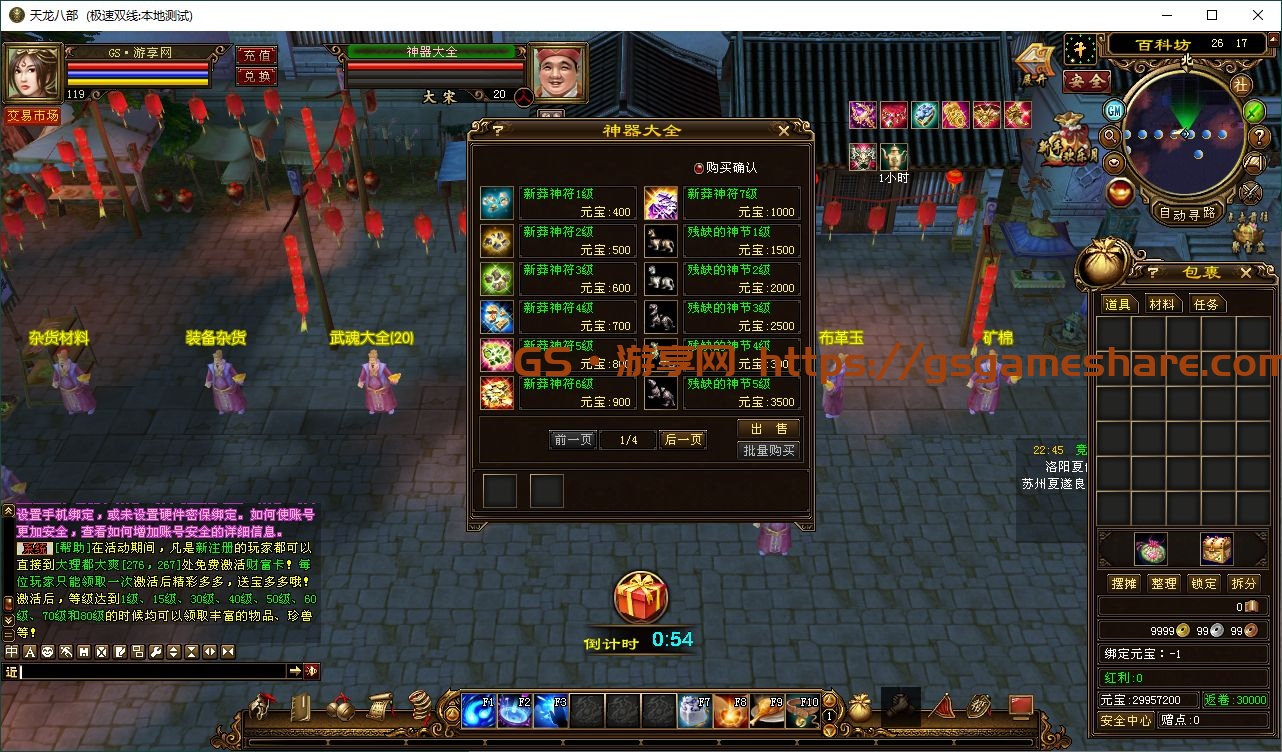 天龙八部 (极速双线:本地测试)
GS·游享网
充值
兑换
119
交易市场
神器大全
大宋
20
展开
安全
百科坊 26 17
北
社
GM
自动寻路
1小时
神器大全
购买确认
新莽神符1级
元宝:400
新莽神符7级
元宝:1000
新莽神符2级
元宝:500
残缺的神节1级
元宝:1500
新莽神符3级
元宝:600
残缺的神节2级
元宝:2000
新莽神符4级
元宝:700
残缺的神节3级
元宝:2500
新莽神符5级
元宝:800
残缺的神节4级
新莽神符6级
元宝:900
残缺的神节5级
元宝:3500
前一页 1/4 后一页
出 售
批量购买
GS·游享网 https://gsgameshare.com
杂货材料
装备杂货
武魂大全(20)
布革玉
矿棉
包裹
道具 材料 任务
摆摊 整理 锁定 拆分
0
9999 99 99
绑定元宝:-1
红利:0
元宝:29957200 返卷:30000
安全中心 赠点:0
22:45
苏州夏遂良
设置手机绑定，或未设置硬件密保绑定。如何使账号
更加安全，查看如何增加账号安全的详细信息。
[帮助]在活动期间，凡是新注册的玩家都可以
直接到大理都大爽[276，267]处免费激活财富卡！每
位玩家只能领取一次激活后精彩多多，送宝多多哦！
激活后，等级达到1级、15级、30级、40级、50级、60
级、70级和80级的时候均可以领取丰富的物品、珍兽
等！
近
倒计时 0:54
F1 F2 F3 F7 F8 F9 F10
1